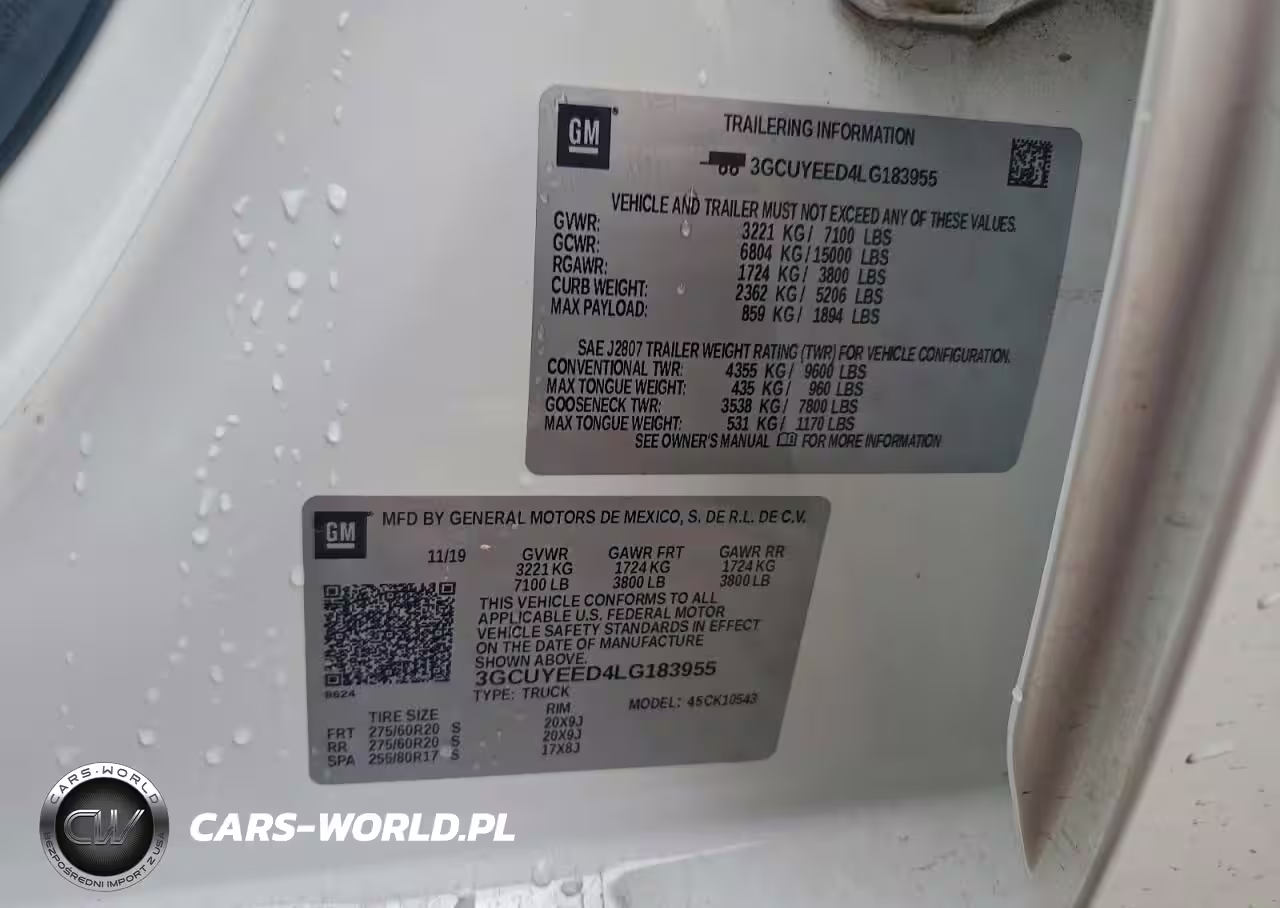 GM
TRAILERING INFORMATION
3GCUYEED4LG183955
VEHICLE AND TRAILER MUST NOT EXCEED ANY OF THESE VALUES.
GVWR: 3221 KG/ 7100 LBS
GCWR: 6804 KG/15000 LBS
RGAWR: 1724 KG/ 3800 LBS
CURB WEIGHT: 2362 KG/ 5206 LBS
MAX PAYLOAD: 859 KG/ 1894 LBS
SAE J2807 TRAILER WEIGHT RATING (TWR) FOR VEHICLE CONFIGURATION.
CONVENTIONAL TWR: 4355 KG/ 9600 LBS
MAX TONGUE WEIGHT: 435 KG/ 960 LBS
GOOSENECK TWR: 3538 KG/ 7800 LBS
MAX TONGUE WEIGHT: 531 KG/ 1170 LBS
SEE OWNER'S MANUAL FOR MORE INFORMATION
GM® MFD BY GENERAL MOTORS DE MEXICO, S. DE R.L. DE C.V.
11/19 GVWR GAWR FRT GAWR RR
3221 KG 1724 KG 1724 KG
7100 LB 3800 LB 3800 LB
THIS VEHICLE CONFORMS TO ALL
APPLICABLE U.S. FEDERAL MOTOR
VEHICLE SAFETY STANDARDS IN EFFECT
ON THE DATE OF MANUFACTURE
SHOWN ABOVE.
3GCUYEED4LG183955
8624
TYPE: TRUCK MODEL: 45CK10543
TIRE SIZE RIM
FRT 275/60R20 S 20X9J
RR 275/60R20 S 20X9J
SPA 255/80R17 S 17X8J
CARS-WORLD
CW
BEZPOŚREDNI IMPORT Z USA
CARS-WORLD.PL